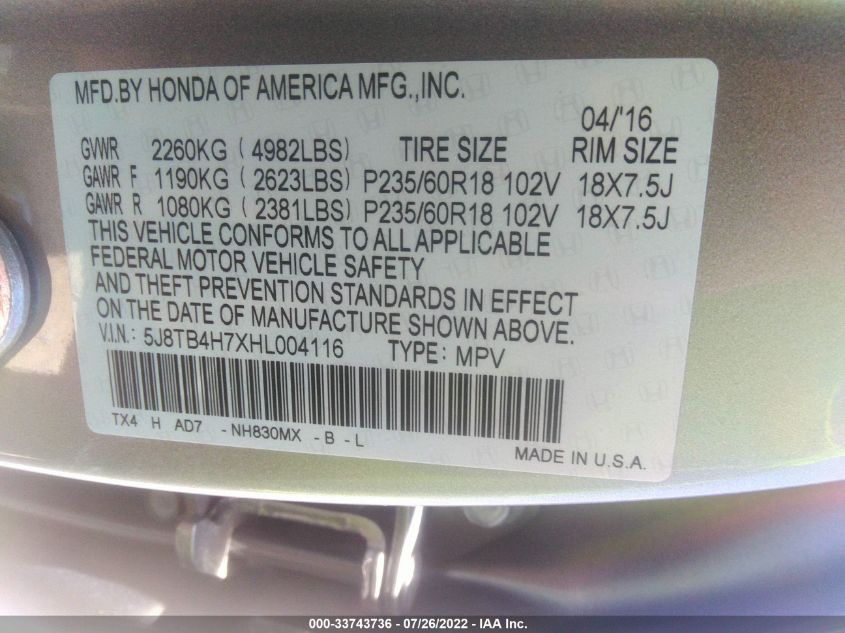 MFD.BY HONDA OF AMERICA MFG.,INC.
04/'16
GVWR 2260KG ( 4982LBS) TIRE SIZE RIM SIZE
GAWR F 1190KG ( 2623LBS) P235/60R18 102V 18X7.5J
GAWR R 1080KG ( 2381LBS) P235/60R18 102V 18X7.5J
THIS VEHICLE CONFORMS TO ALL APPLICABLE
FEDERAL MOTOR VEHICLE SAFETY
AND THEFT PREVENTION STANDARDS IN EFFECT
ON THE DATE OF MANUFACTURE SHOWN ABOVE.
V.I.N.: 5J8TB4H7XHL004116 TYPE: MPV
TX4 H AD7 -NH830MX -B -L
MADE IN U.S.A.
000-33743736 - 07/26/2022 - IAA Inc.